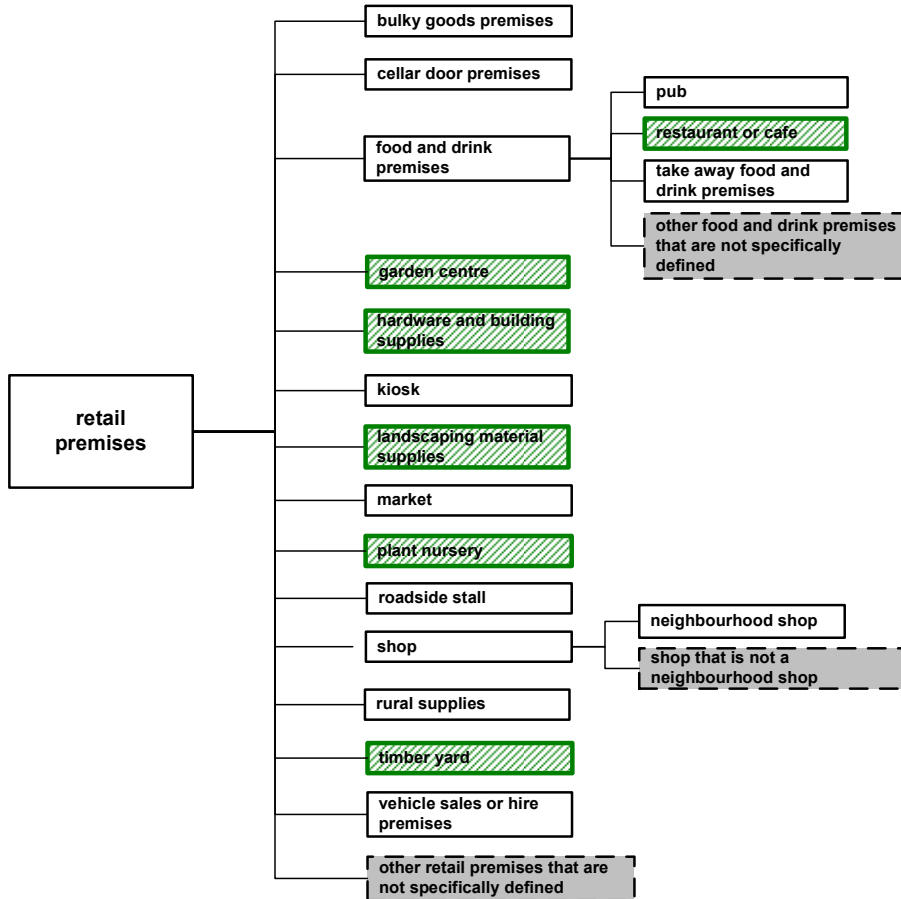 bulky goods premises
cellar door premises
pub
restaurant or cafe
food and drink
premises
take away food and
drink premises
other food and drink premises
that are not specifically
defined
garden centre
hardware and building
supplies
kiosk
retail
premises
landscaping material
supplies
market
plant nursery
roadside stall
neighbourhood shop
shop
shop that is not a
neighbourhood shop
rural supplies
timber yard
vehicle sales or hire
premises
other retail premises that are
not specifically defined